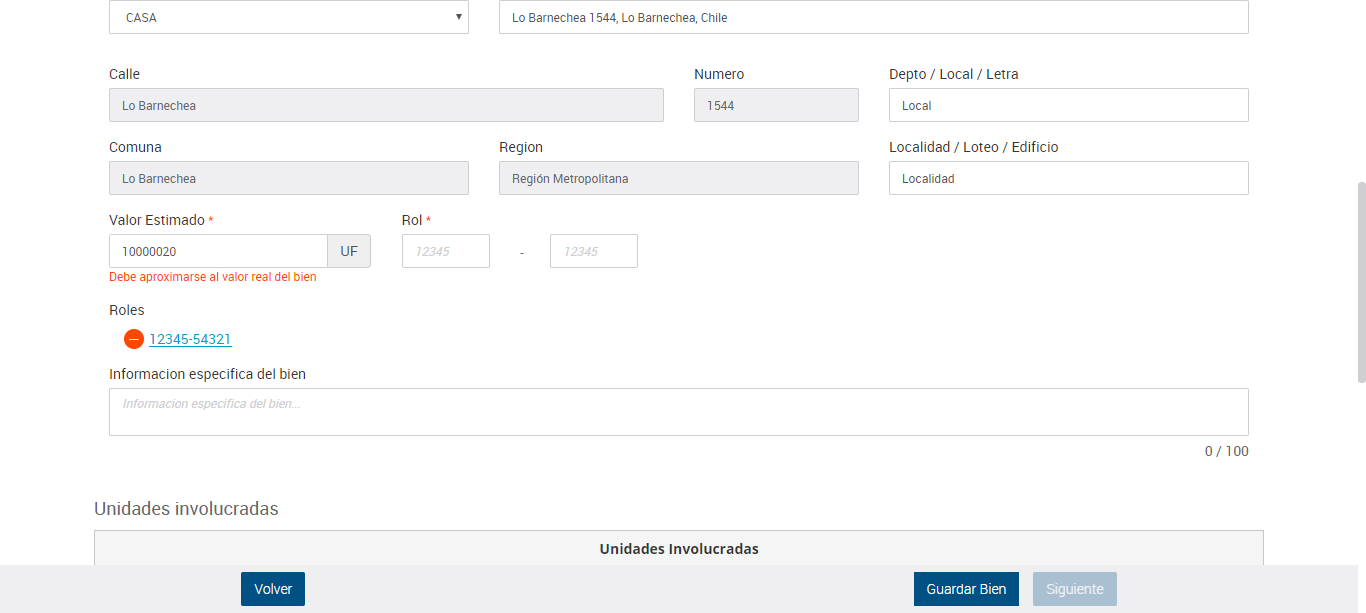 CASA
Lo Barnechea 1544, Lo Barnechea, Chile
Calle
Numero
Depto / Local / Letra
Lo Barnechea
1544
Local
Comuna
Region
Localidad / Loteo / Edificio
Lo Barnechea
Región Metropolitana
Localidad
Valor Estimado *
Rol *
10000020
UF
12345
-
12345
Debe aproximarse al valor real del bien
Roles
12345-54321
Informacion especifica del bien
Informacion especifica del bien...
0 / 100
Unidades involucradas
Unidades Involucradas
Volver
Guardar Bien
Siguiente